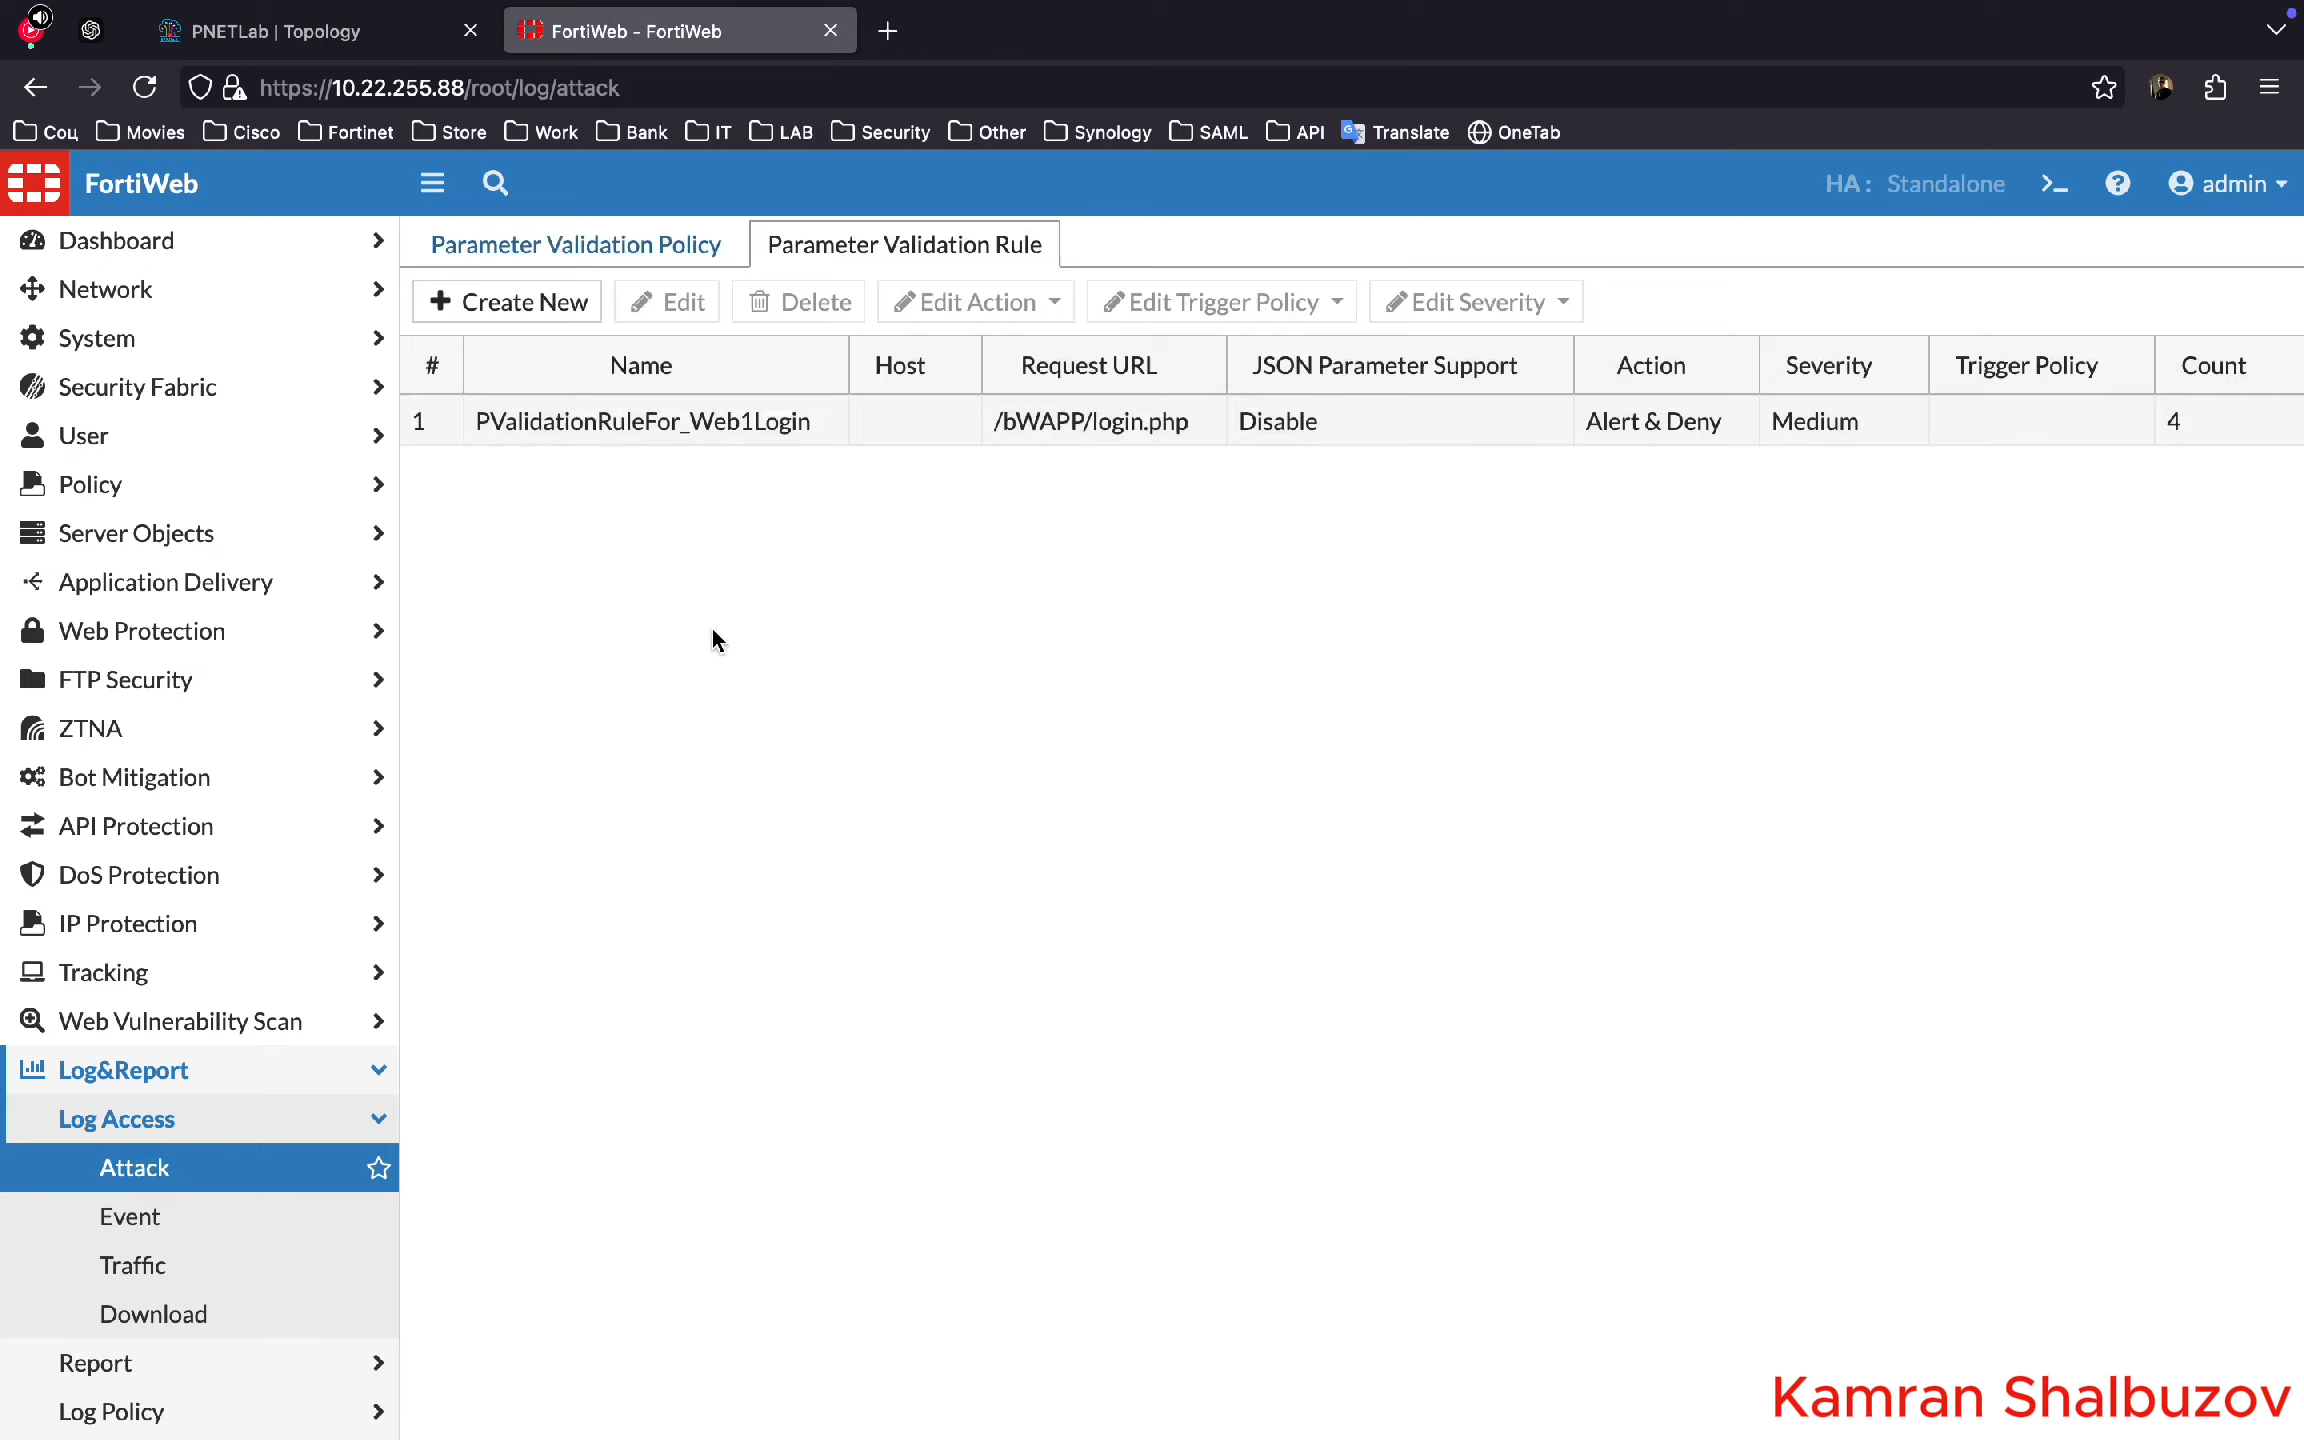 PNETLab | Topology
FortiWeb - FortiWeb
https://10.22.255.88/root/log/attack
Соц Movies Cisco Fortinet Store Work Bank IT LAB Security Other Synology SAML API Translate OneTab
FortiWeb
HA: Standalone
admin
Dashboard
Network
System
Security Fabric
User
Policy
Server Objects
Application Delivery
Web Protection
FTP Security
ZTNA
Bot Mitigation
API Protection
DoS Protection
IP Protection
Tracking
Web Vulnerability Scan
Log&Report
Log Access
Attack
Event
Traffic
Download
Report
Log Policy
Parameter Validation Policy Parameter Validation Rule
Create New Edit Delete Edit Action Edit Trigger Policy Edit Severity
# Name Host Request URL JSON Parameter Support Action Severity Trigger Policy Count
1 PValidationRuleFor_Web1Login /bWAPP/login.php Disable Alert & Deny Medium 4
Kamran Shalbuzov